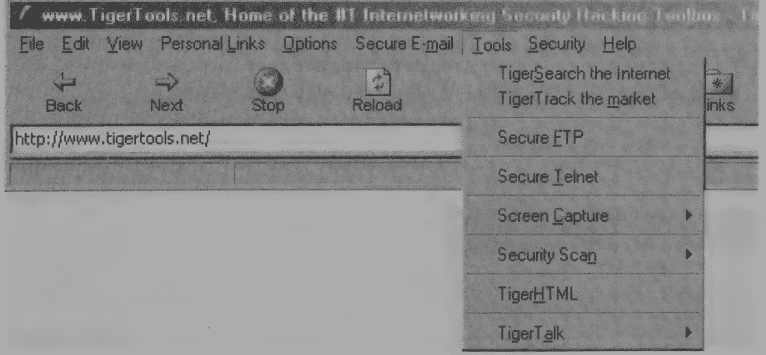 www.TigerTools.net, Home of the #1 Internetworking Security Hacking Toolbox -
File Edit View Personal Links Options Secure E-mail Tools Security Help
Back Next Stop Reload inks
http://www.tigertools.net/
TigerSearch the Internet
TigerTrack the market
Secure FTP
Secure Telnet
Screen Capture
Security Scan
TigerHTML
TigerTalk